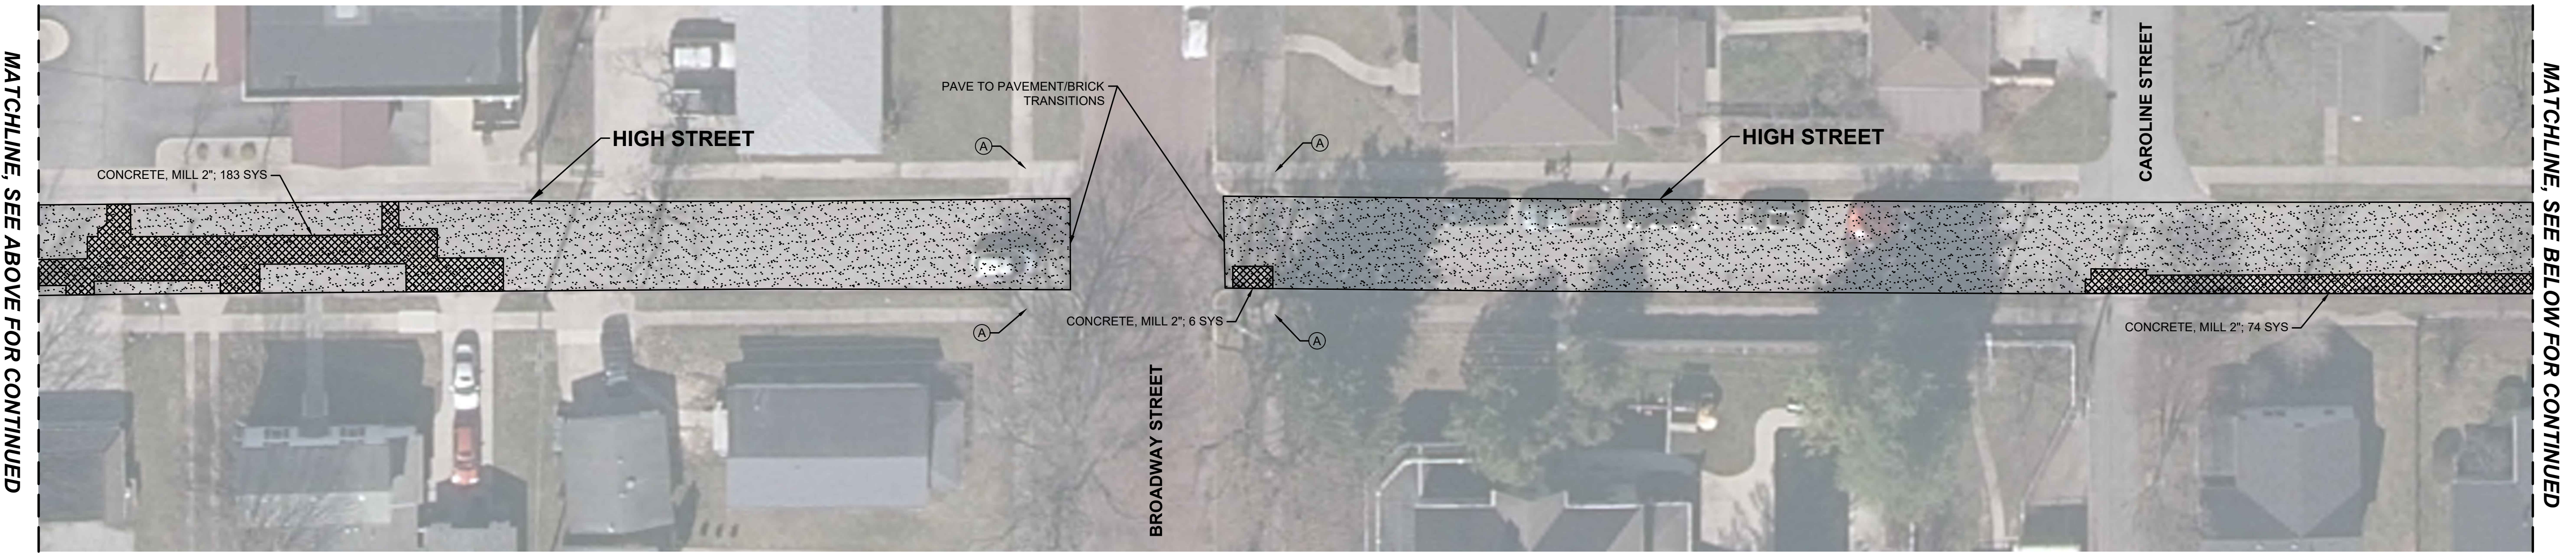 MATCHLINE, SEE ABOVE FOR CONTINUED
CONCRETE, MILL 2"; 183 SYS
HIGH STREET
PAVE TO PAVEMENT/BRICK
TRANSITIONS
A
A
A
A
CONCRETE, MILL 2"; 6 SYS
BROADWAY STREET
HIGH STREET
CAROLINE STREET
CONCRETE, MILL 2"; 74 SYS
MATCHLINE, SEE BELOW FOR CONTINUED